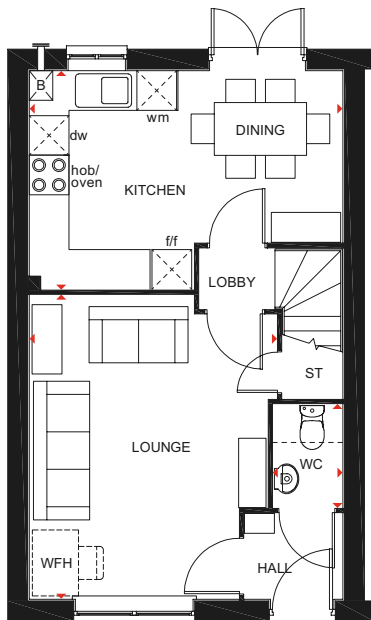 B
wm
dw
DINING
hob/
oven
KITCHEN
f/f
LOBBY
ST
LOUNGE
WC
WFH
HALL